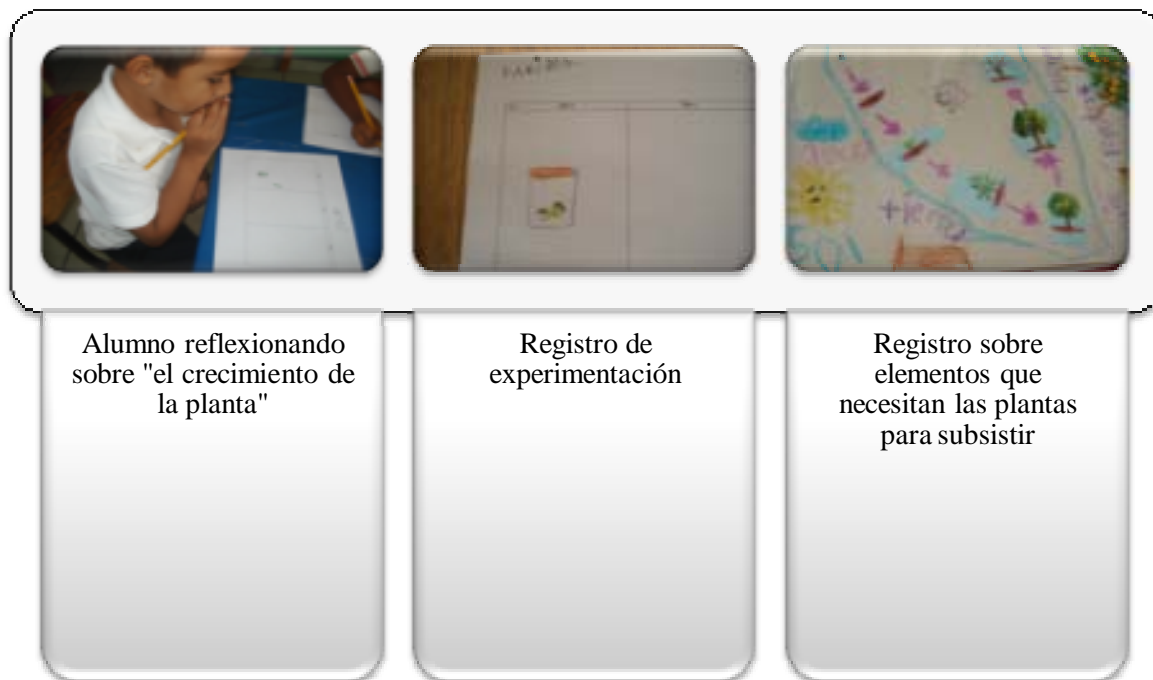 Alumno reflexionando
sobre "el crecimiento de
la planta"
Registro de
experimentación
Registro sobre
elementos que
necesitan las plantas
para subsistir